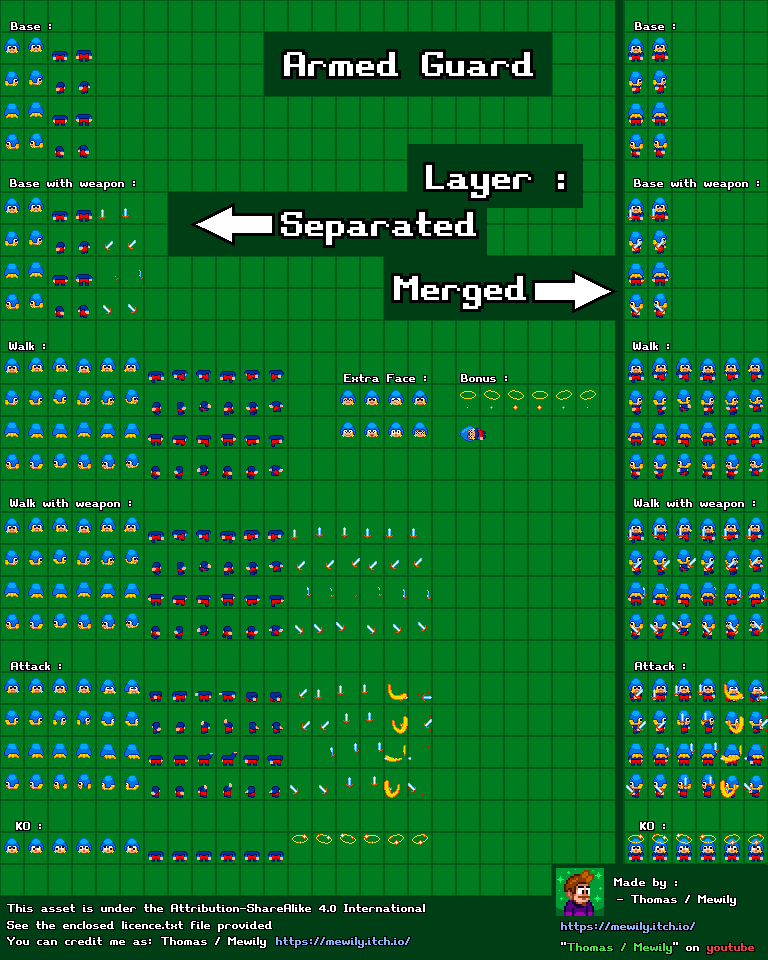 Base :
Base :
Armed Guard
Base with weapon :
Layer :
Separated
Merged
Base with weapon :
Walk :
Extra Face :
Bonus :
Walk :
Walk with weapon :
Walk with weapon :
Attack :
Attack :
KO :
KO :
This asset is under the Attribution-ShareAlike 4.0 International
See the enclosed licence.txt file provided
You can credit me as: Thomas / Mewily https://mewily.itch.io/
Made by :
- Thomas / Mewily
https://mewily.itch.io/
"Thomas / Mewily" on youtube